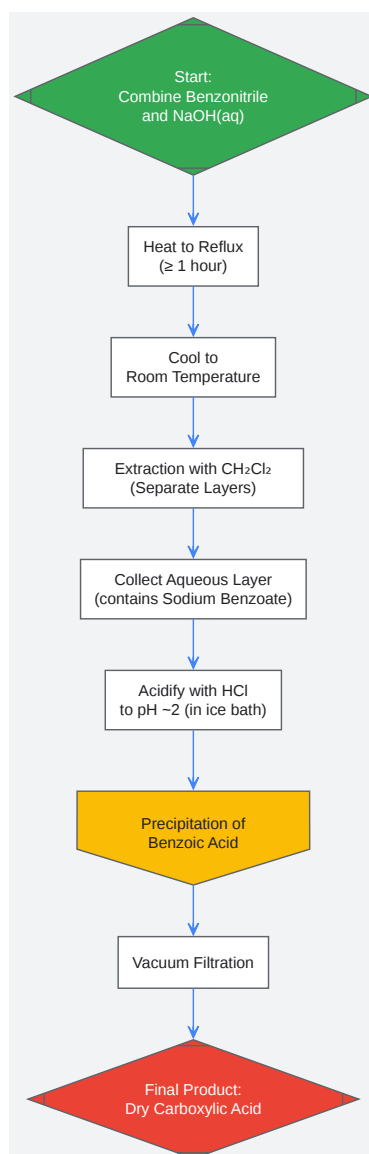 Start:
Combine Benzonitrile
and NaOH(aq)
Heat to Reflux
(≥ 1 hour)
Cool to
Room Temperature
Extraction with CH₂Cl₂
(Separate Layers)
Collect Aqueous Layer
(contains Sodium Benzoate)
Acidify with HCl
to pH ~2 (in ice bath)
Precipitation of
Benzoic Acid
Vacuum Filtration
Final Product:
Dry Carboxylic Acid